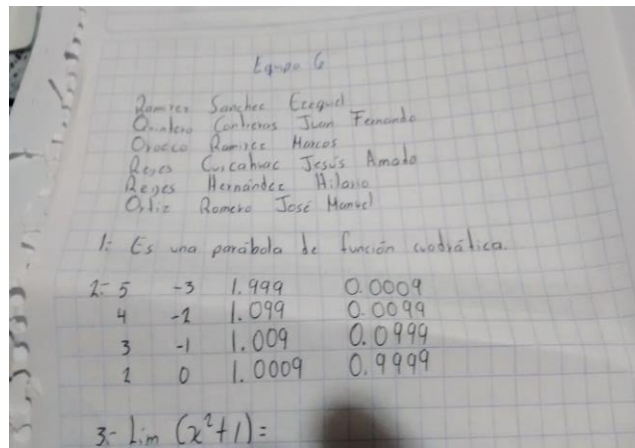 Equipo 6
Ramirez Sanchez Ezequiel
Quintero Contreras Juan Fernando
Orozco Ramirez Marcos
Reyes Cuicahuac Jesús Amado
Reyes Hernández Hilario
Ortiz Romero José Manuel
1: Es una parábola de función cuadrática.
2:- 5 -3 1.999 0.0009
4 -2 1.099 0.0099
3 -1 1.009 0.0999
2 0 1.0009 0.9999
3:- Lim (x²+1)=